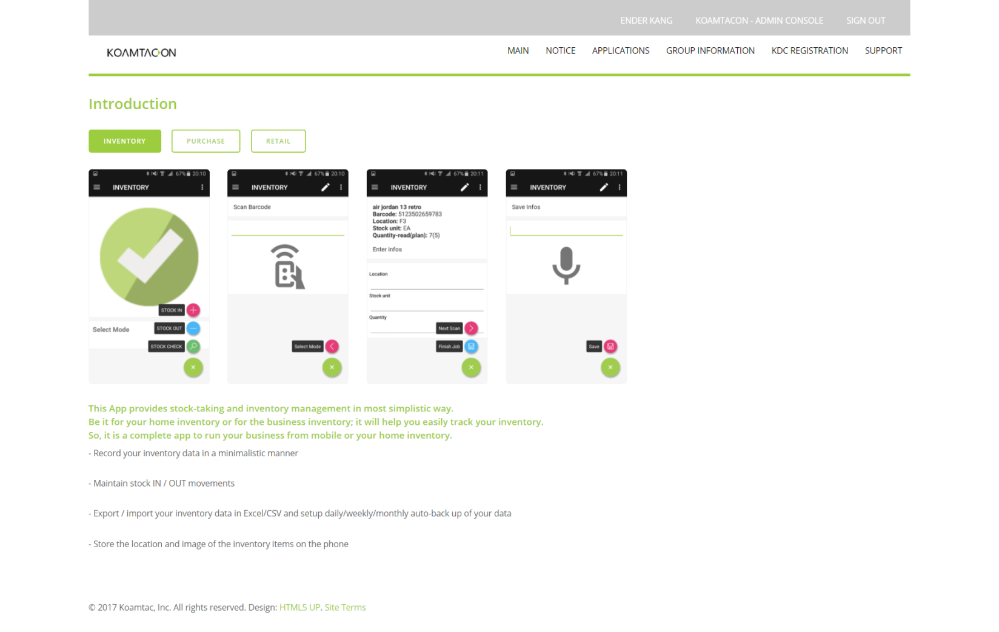 ENDER KANG KOAMTACON - ADMIN CONSOLE SIGN OUT
KOAMTACON MAIN NOTICE APPLICATIONS GROUP INFORMATION KDC REGISTRATION SUPPORT
Introduction
INVENTORY PURCHASE RETAIL
67% 20:10
INVENTORY
STOCK IN
STOCK OUT
Select Mode
STOCK CHECK
67% 20:10
INVENTORY
Scan Barcode
Select Mode
67% 20:11
INVENTORY
air jordan 13 retro
Barcode: 5123502659783
Location: F3
Stock unit: EA
Quantity-read(plan): 7(5)
Enter infos
Location
Stock unit
Quantity
Next Scan
Finish Job
67% 20:11
INVENTORY
Save Infos
Save
This App provides stock-taking and inventory management in most simplistic way.
Be it for your home inventory or for the business inventory; it will help you easily track your inventory.
So, it is a complete app to run your business from mobile or your home inventory.
- Record your inventory data in a minimalistic manner
- Maintain stock IN / OUT movements
- Export / import your inventory data in Excel/CSV and setup daily/weekly/monthly auto-back up of your data
- Store the location and image of the inventory items on the phone
© 2017 Koamtac, Inc. All rights reserved. Design: HTML5 UP. Site Terms